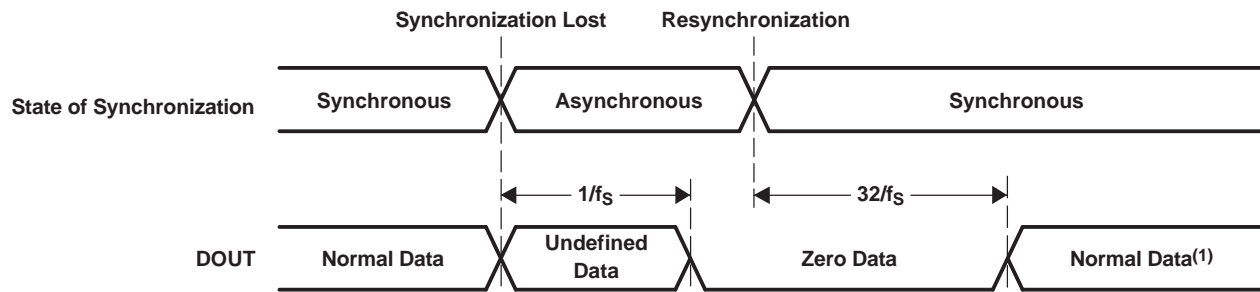 Synchronization Lost Resynchronization
State of Synchronization Synchronous Asynchronous Synchronous
1/fS 32/fS
DOUT Normal Data Undefined Data Zero Data Normal Data(1)